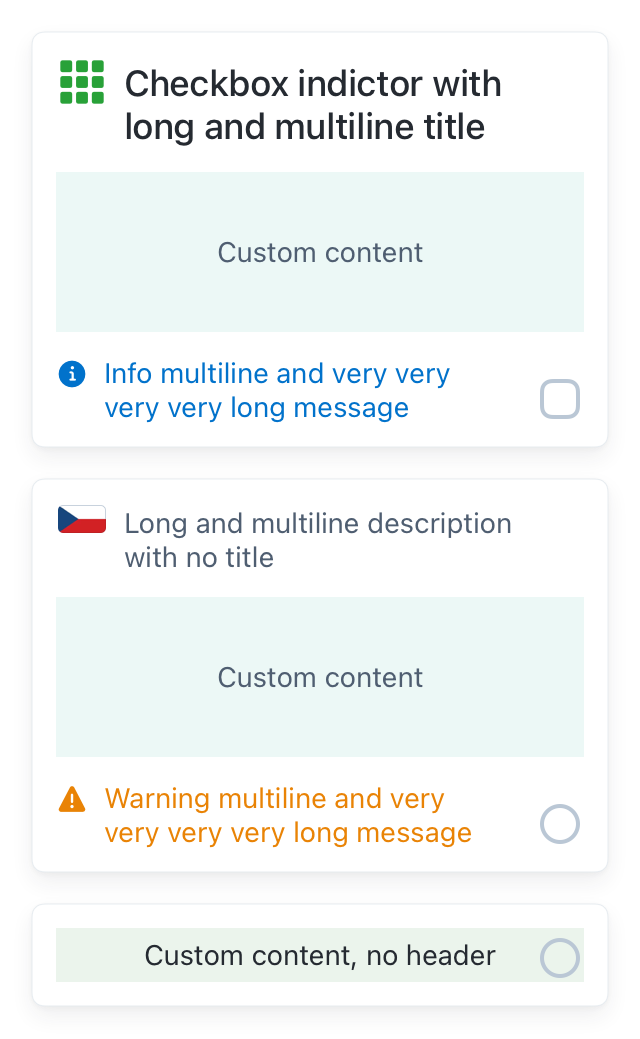 Checkbox indictor with
long and multiline title
Custom content
Info multiline and very very
very very long message
Long and multiline description
with no title
Custom content
Warning multiline and very
very very very long message
Custom content, no header